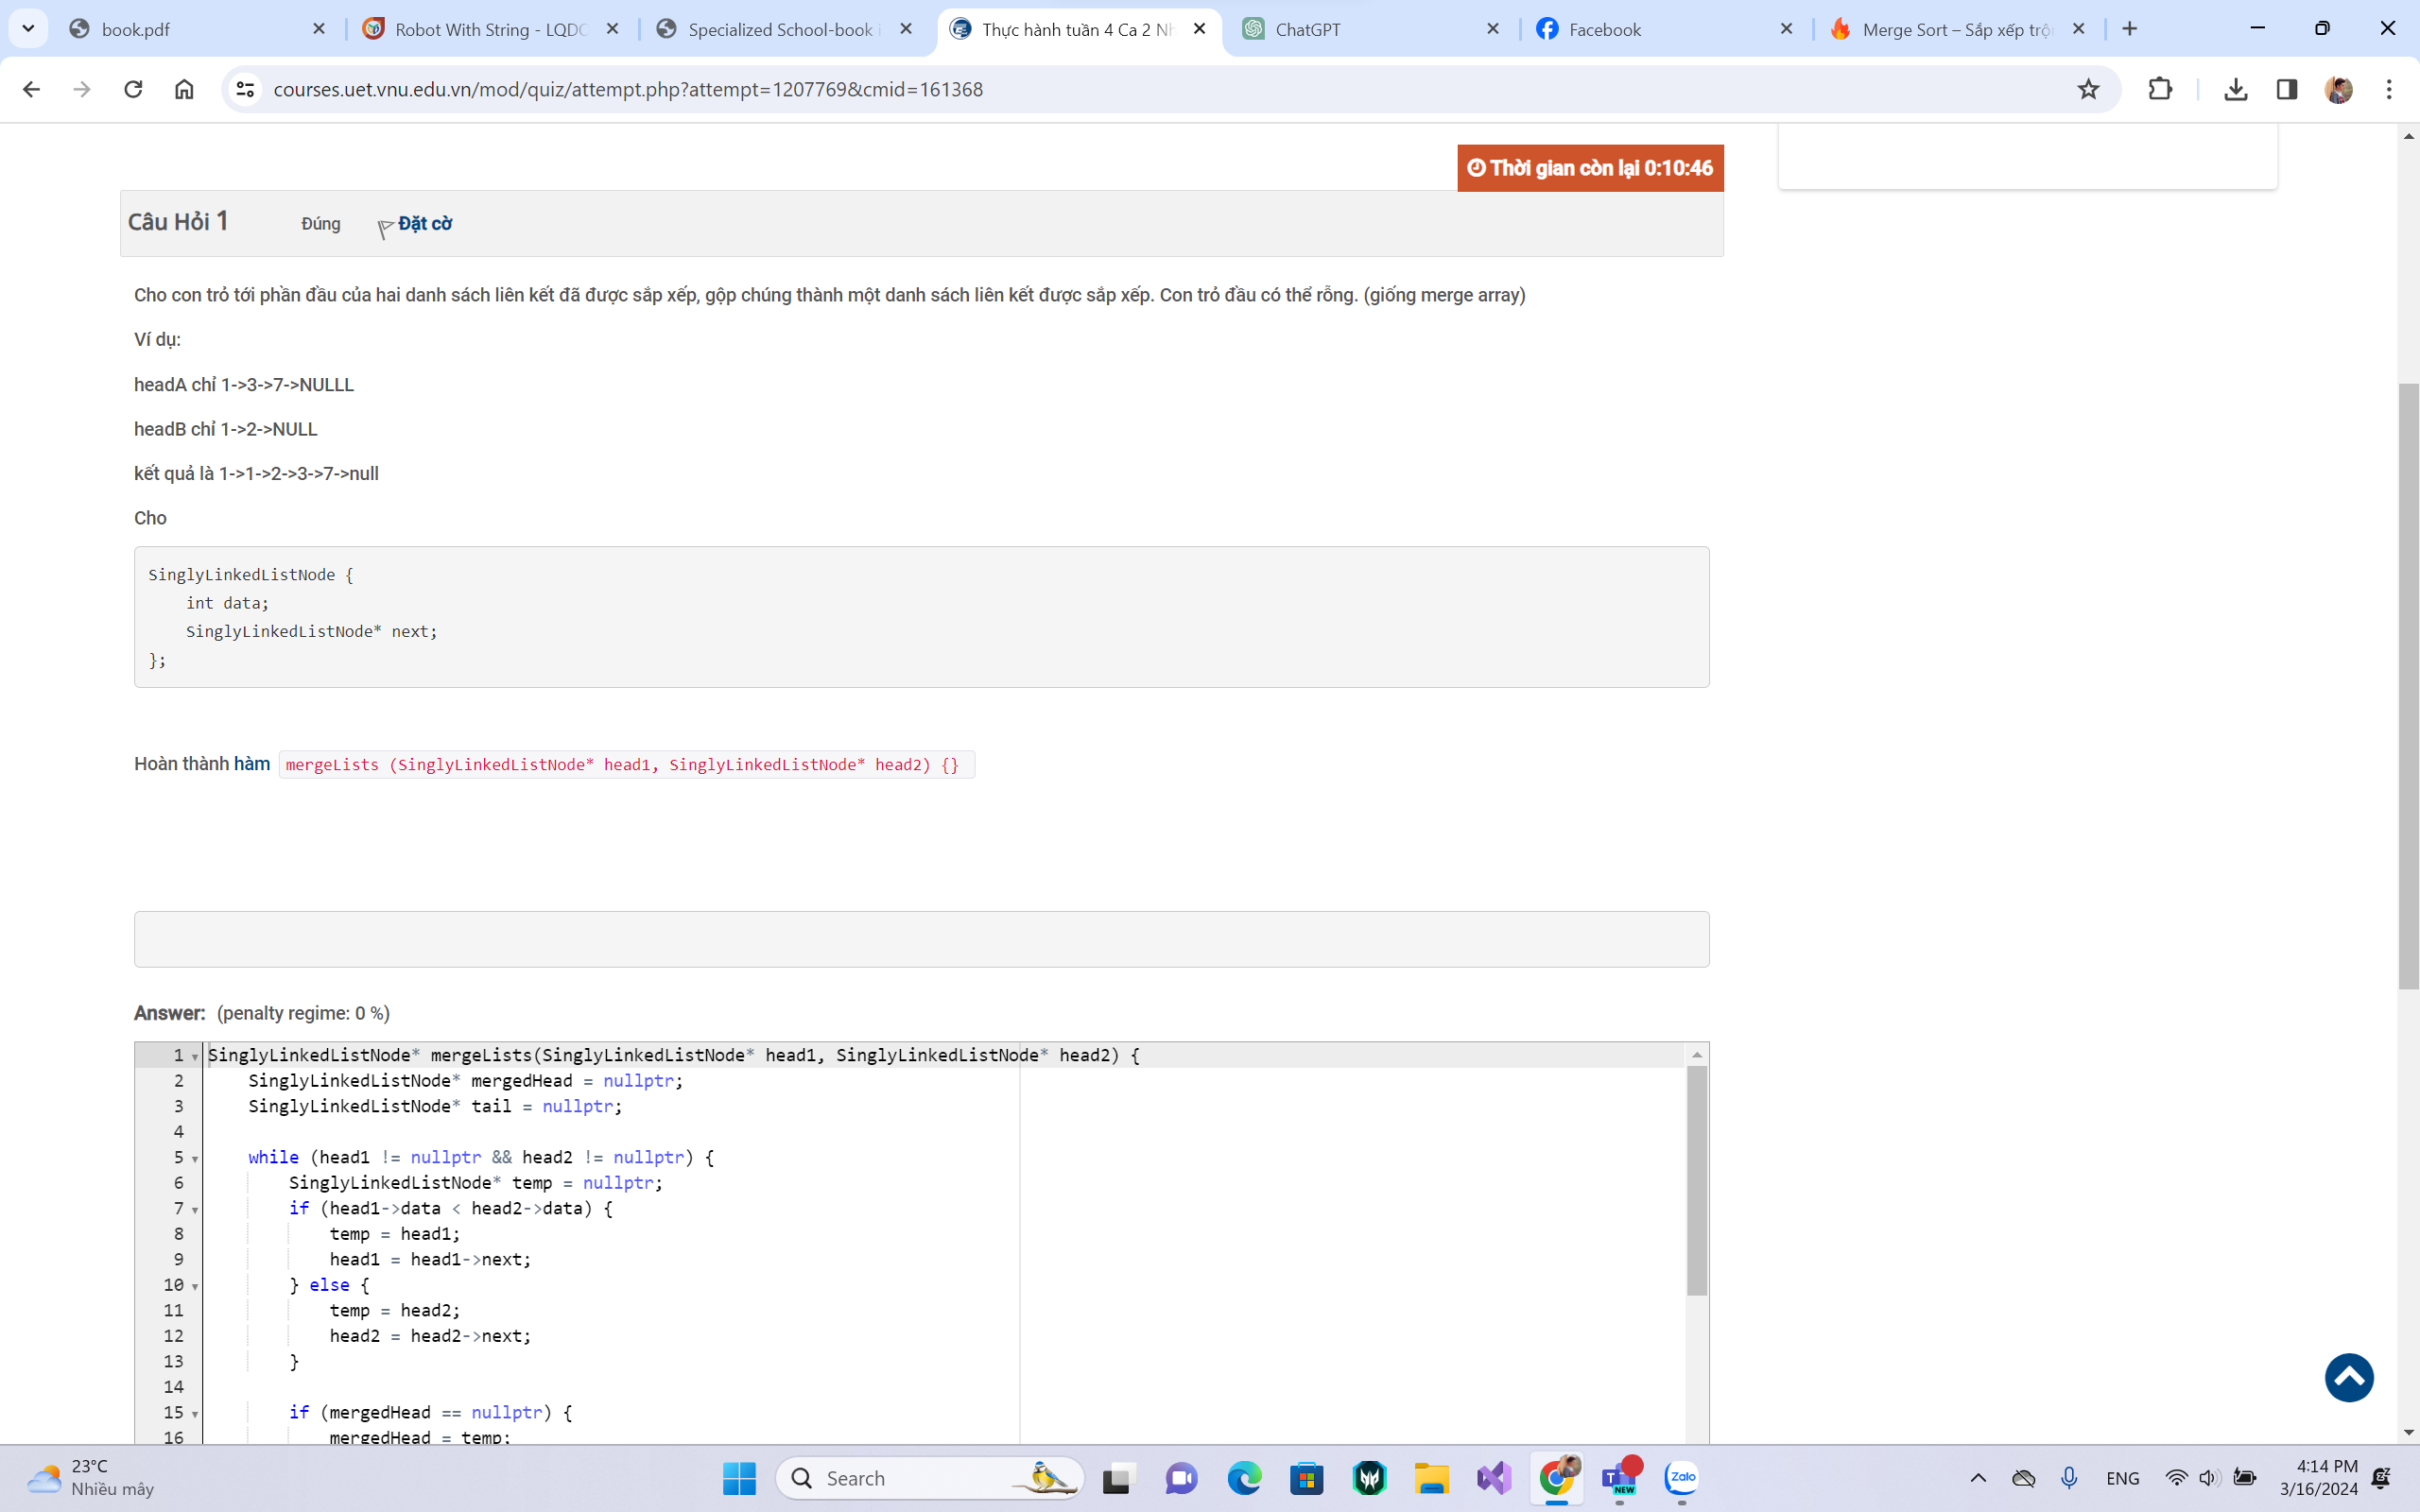 book.pdf
Robot With String - LQDO
Specialized School-book i
Thực hành tuần 4 Ca 2 Nh
ChatGPT
Facebook
Merge Sort – Sắp xếp trộn
courses.uet.vnu.edu.vn/mod/quiz/attempt.php?attempt=1207769&cmid=161368
Thời gian còn lại 0:10:46
Câu Hỏi 1 Đúng Đặt cờ
Cho con trỏ tới phần đầu của hai danh sách liên kết đã được sắp xếp, gộp chúng thành một danh sách liên kết được sắp xếp. Con trỏ đầu có thể rỗng. (giống merge array)
Ví dụ:
headA chỉ 1->3->7->NULLL
headB chỉ 1->2->NULL
kết quả là 1->1->2->3->7->null
Cho
SinglyLinkedListNode {
int data;
SinglyLinkedListNode* next;
};
Hoàn thành hàm mergeLists (SinglyLinkedListNode* head1, SinglyLinkedListNode* head2) {}
Answer: (penalty regime: 0 %)
1 SinglyLinkedListNode* mergeLists(SinglyLinkedListNode* head1, SinglyLinkedListNode* head2) {
2 SinglyLinkedListNode* mergedHead = nullptr;
3 SinglyLinkedListNode* tail = nullptr;
4
5 while (head1 != nullptr && head2 != nullptr) {
6 SinglyLinkedListNode* temp = nullptr;
7 if (head1->data < head2->data) {
8 temp = head1;
9 head1 = head1->next;
10 } else {
11 temp = head2;
12 head2 = head2->next;
13 }
14
15 if (mergedHead == nullptr) {
16 mergedHead = temp;
23°C
Nhiều mây
Search
NEW
Zalo
ENG
4:14 PM
3/16/2024